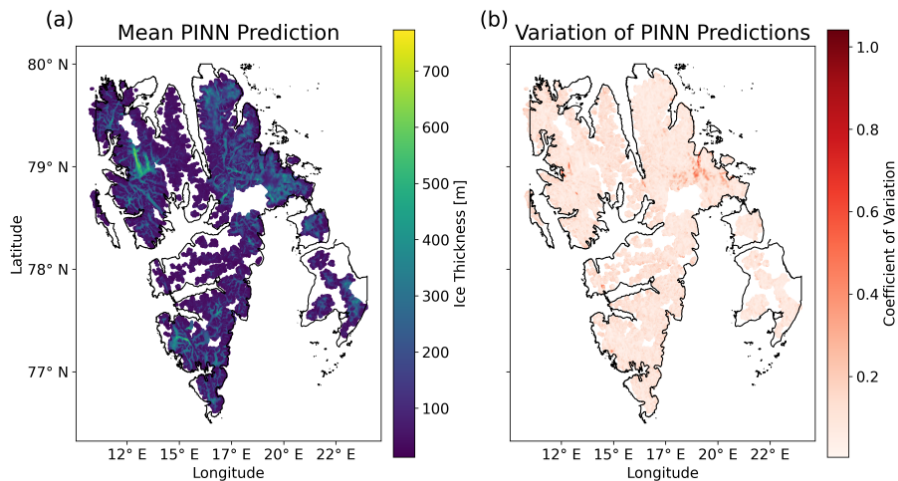 (a)
Mean PINN Prediction
80° N
79° N
78° N
77° N
Latitude
12° E 15° E 17° E 20° E 22° E
Longitude
700
600
500
400
300
200
100
Ice Thickness [m]
(b)
Variation of PINN Predictions
12° E 15° E 17° E 20° E 22° E
Longitude
1.0
0.8
0.6
0.4
0.2
Coefficient of Variation